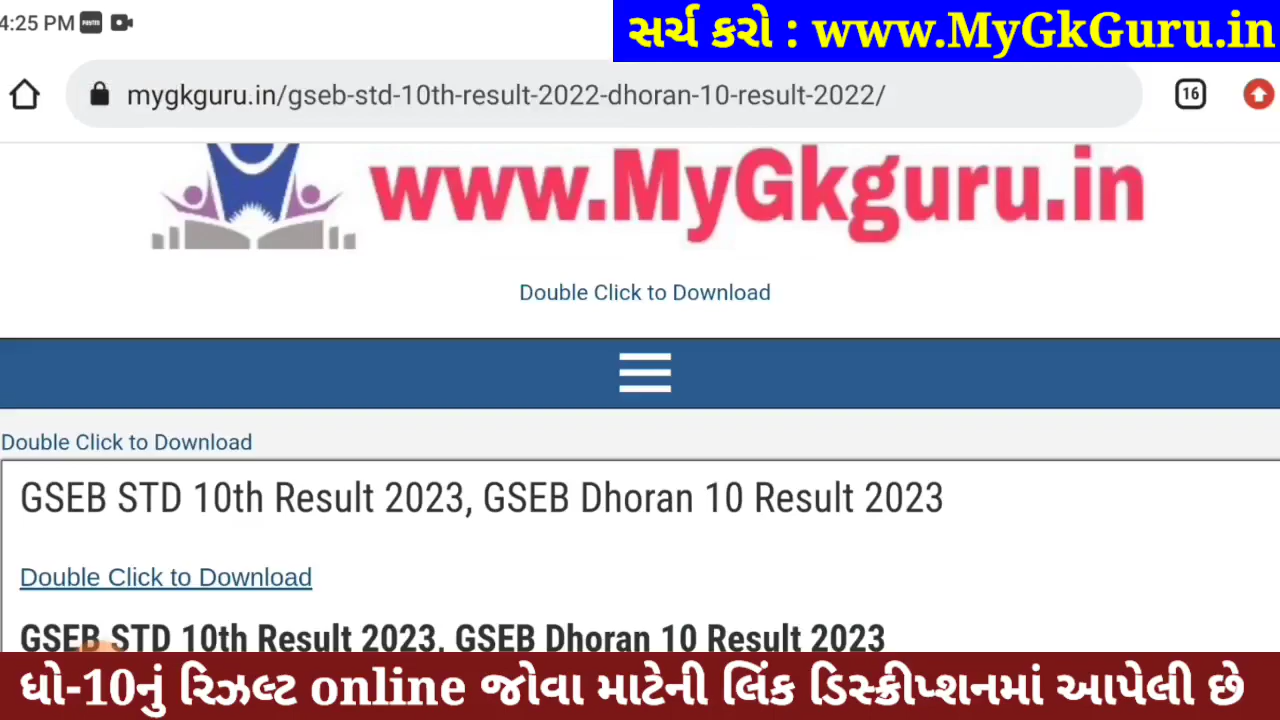 4:25 PM
સર્ચ કરો : www.MyGkGuru.in
mygkguru.in/gseb-std-10th-result-2022-dhoran-10-result-2022/
16
www.MyGkguru.in
Double Click to Download
Double Click to Download
GSEB STD 10th Result 2023, GSEB Dhoran 10 Result 2023
Double Click to Download
GSEB STD 10th Result 2023, GSEB Dhoran 10 Result 2023
ધો-10નું રિઝલ્ટ online જોવા માટેની લિંક ડિસ્ક્રીપ્શનમાં આપેલી છે